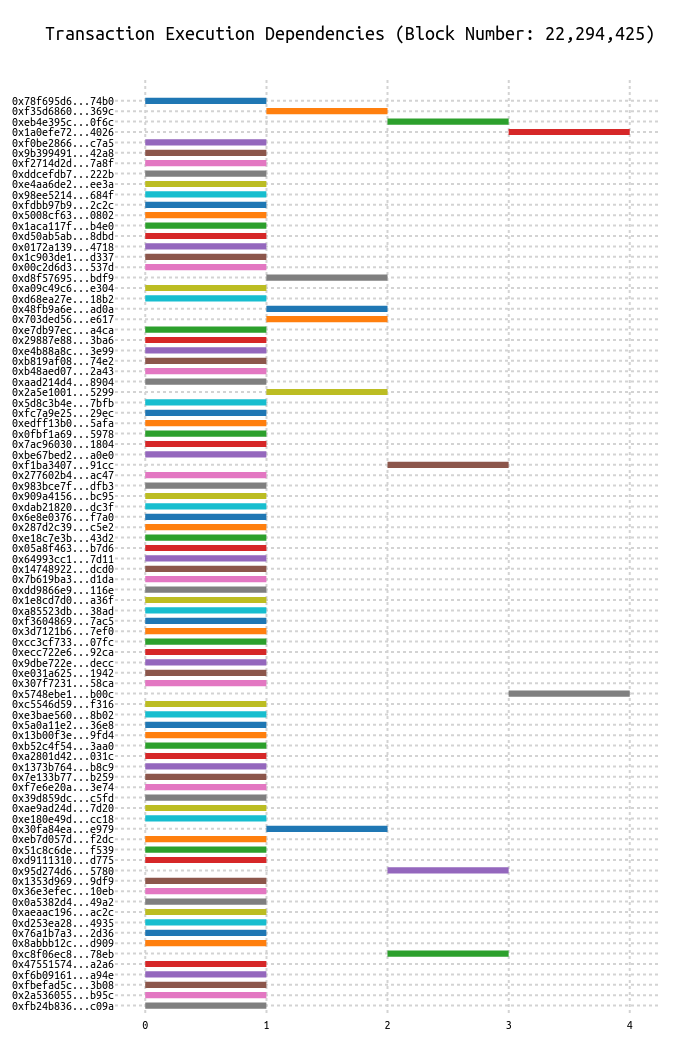 Transaction Execution Dependencies (Block Number: 22,294,425)
0x78f695d6...74b0
0xf35d6860...369c
0xeb4e395c...0f6c
0x1a0efe72...4026
0xf0be2866...c7a5
0x9b399491...42a8
0xf2714d2d...7a8f
0xddcefdb7...222b
0xe4aa6de2...ee3a
0x98ee5214...684f
0xfdbb97b9...2c2c
0x5008cf63...0802
0x1aca117f...b4e0
0xd50ab5ab...8dbd
0x0172a139...4718
0x1c903de1...d337
0x00c2d6d3...537d
0xd8f57695...bdf9
0xa09c49c6...e304
0xd68ea27e...18b2
0x48fb9a6e...ad0a
0x703ded56...e617
0xe7db97ec...a4ca
0x29887e88...3ba6
0xe4b88a8c...3e99
0xb819af08...74e2
0xb48aed07...2a43
0xaad214d4...8904
0x2a5e1001...5299
0x5d8c3b4e...7bfb
0xfc7a9e25...29ec
0xedff13b0...5afa
0x0fbf1a69...5978
0x7ac96030...1804
0xbe67bed2...a0e0
0xf1ba3407...91cc
0x277602b4...ac47
0x983bce7f...dfb3
0x909a4156...bc95
0xdab21820...dc3f
0x6e8e0376...f7a0
0x287d2c39...c5e2
0xe18c7e3b...43d2
0x05a8f463...b7d6
0x64993cc1...7d11
0x14748922...dcd0
0x7b619ba3...d1da
0xdd9866e9...116e
0x1e8cd7d0...a36f
0xa85523db...38ad
0xf3604869...7ac5
0x3d7121b6...7ef0
0xcc3cf733...07fc
0xecc722e6...92ca
0x9dbe722e...decc
0xe031a625...1942
0x307f7231...58ca
0x5748ebe1...b00c
0xc5546d59...f316
0xe3bae560...8b02
0x5a0a11e2...36e8
0x13b00f3e...9fd4
0xb52c4f54...3aa0
0xa2801d42...031c
0x1373b764...b8c9
0x7e133b77...b259
0xf7e6e20a...3e74
0x39d859dc...c5fd
0xae9ad24d...7d20
0xe180e49d...cc18
0x30fa84ea...e979
0xeb7d057d...f2dc
0x51c8c6de...f539
0xd9111310...d775
0x95d274d6...5780
0x1353d969...9df9
0x36e3efec...10eb
0x0a5382d4...49a2
0xaeaac196...ac2c
0xd253ea28...4935
0x76a1b7a3...2d36
0x8abbb12c...d909
0xc8f06ec8...78eb
0x47551574...a2a6
0xf6b09161...a94e
0xfbefad5c...3b08
0x2a536055...b95c
0xfb24b836...c09a
0 1 2 3 4